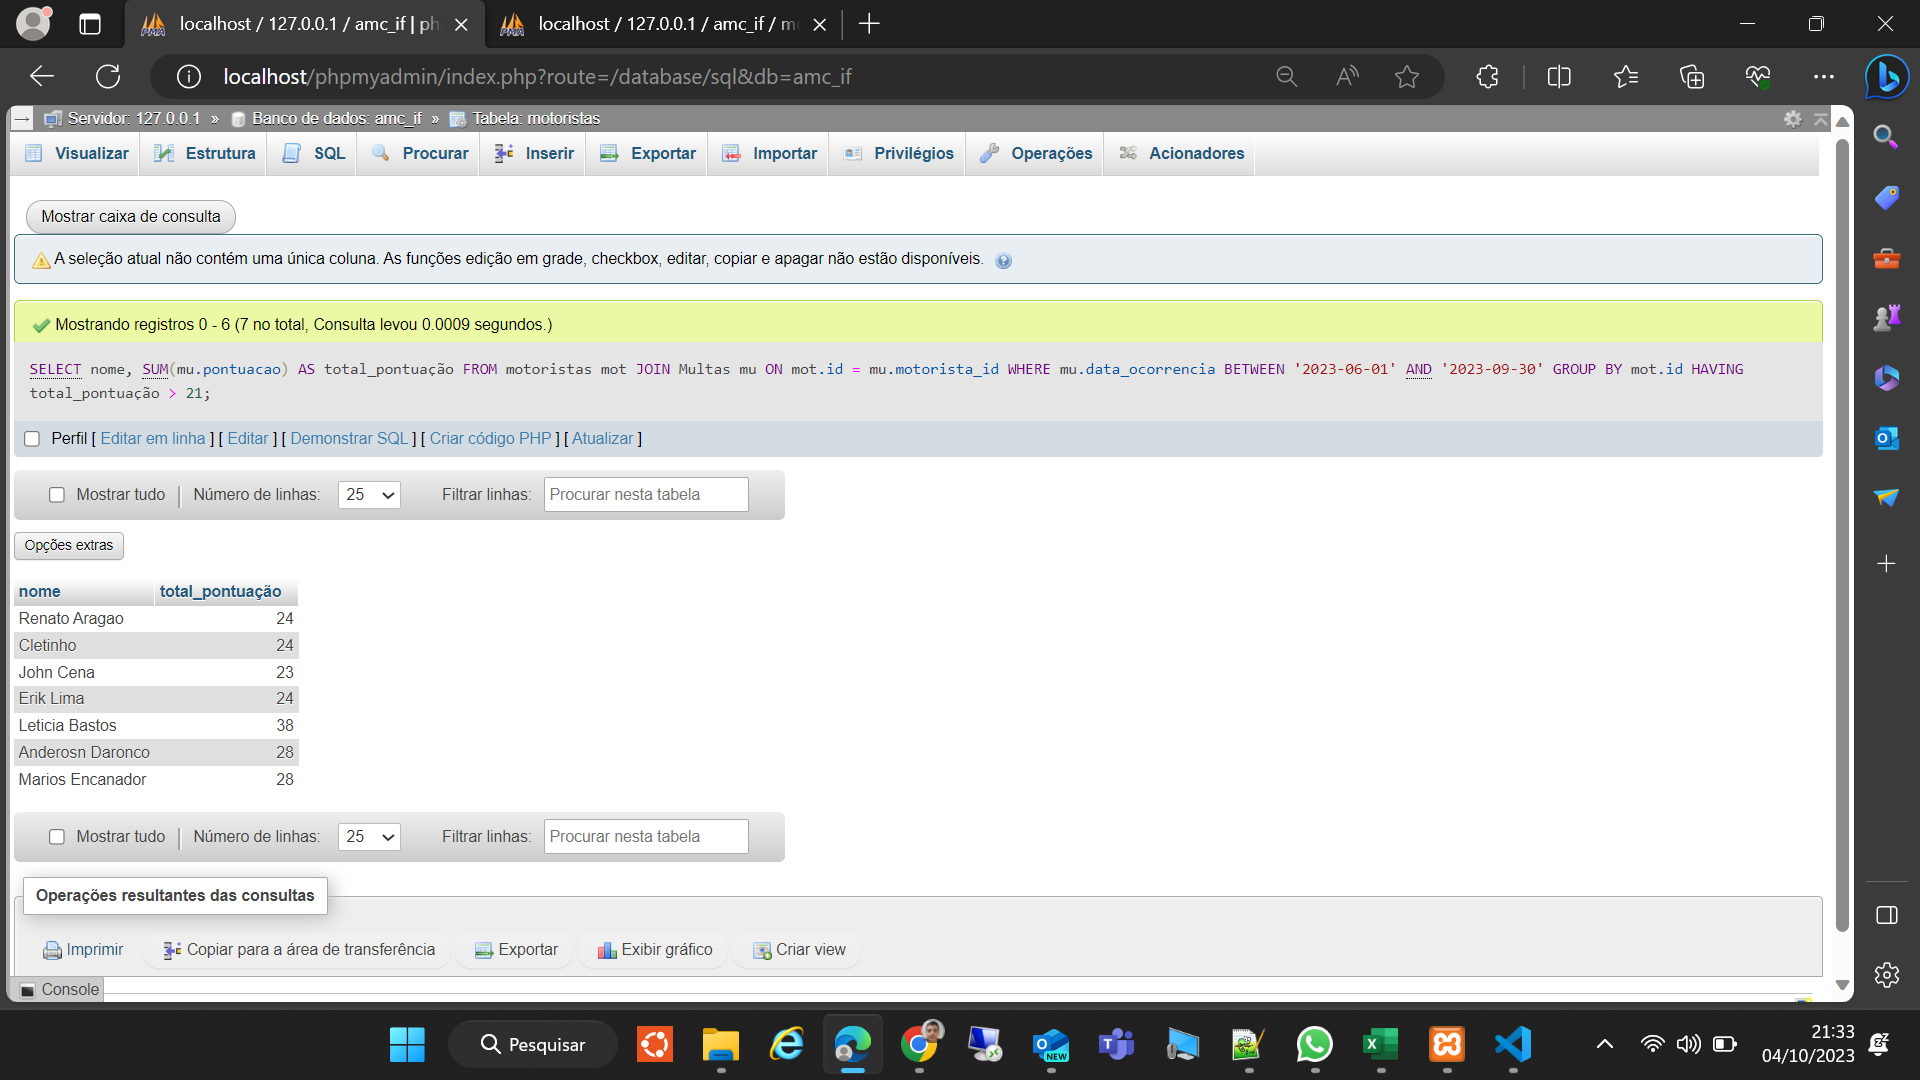 localhost / 127.0.0.1 / amc_if | ph
localhost / 127.0.0.1 / amc_if / m
localhost/phpmyadmin/index.php?route=/database/sql&db=amc_if
Servidor: 127.0.0.1 » Banco de dados: amc_if » Tabela: motoristas
Visualizar Estrutura SQL Procurar Inserir Exportar Importar Privilégios Operações Acionadores
Mostrar caixa de consulta
A seleção atual não contém uma única coluna. As funções edição em grade, checkbox, editar, copiar e apagar não estão disponíveis.
Mostrando registros 0 - 6 (7 no total, Consulta levou 0.0009 segundos.)
SELECT nome, SUM(mu.pontuacao) AS total_pontuação FROM motoristas mot JOIN Multas mu ON mot.id = mu.motorista_id WHERE mu.data_ocorrencia BETWEEN '2023-06-01' AND '2023-09-30' GROUP BY mot.id HAVING
total_pontuação > 21;
Perfil [ Editar em linha ] [ Editar ] [ Demonstrar SQL ] [ Criar código PHP ] [ Atualizar ]
Mostrar tudo | Número de linhas: 25 Filtrar linhas: Procurar nesta tabela
Opções extras
nome total_pontuação
Renato Aragao 24
Cletinho 24
John Cena 23
Erik Lima 24
Leticia Bastos 38
Anderosn Daronco 28
Marios Encanador 28
Mostrar tudo | Número de linhas: 25 Filtrar linhas: Procurar nesta tabela
Operações resultantes das consultas
Imprimir Copiar para a área de transferência Exportar Exibir gráfico Criar view
Console
Pesquisar
NEW
21:33
04/10/2023